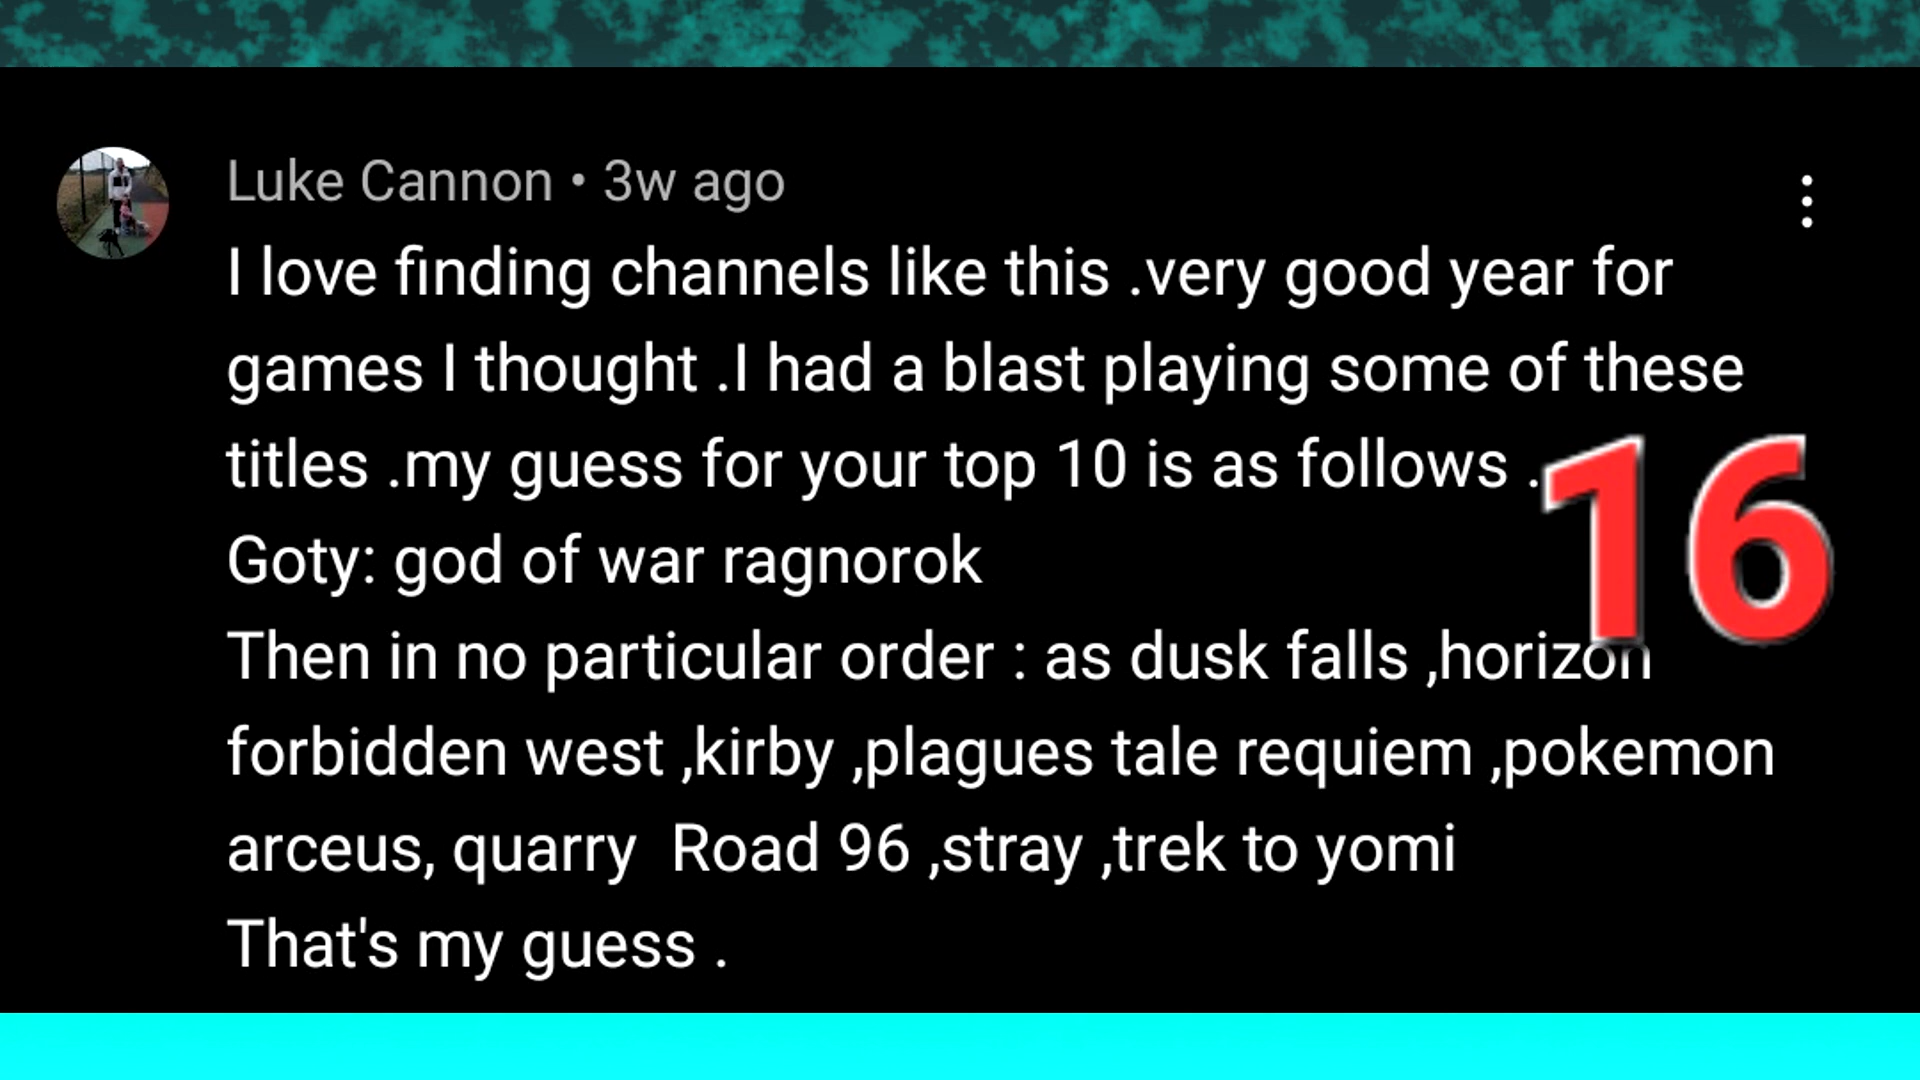 Luke Cannon • 3w ago
I love finding channels like this .very good year for
games I thought .I had a blast playing some of these
titles .my guess for your top 10 is as follows .
16
Goty: god of war ragnorok
Then in no particular order : as dusk falls ,horizon
forbidden west ,kirby ,plagues tale requiem ,pokemon
arceus, quarry  Road 96 ,stray ,trek to yomi
That's my guess .